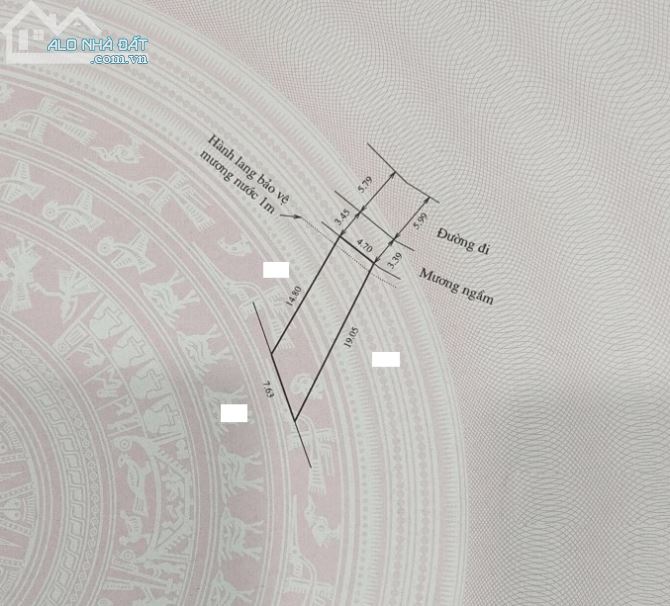 ALO NHÀ ĐẤT
.com.vn
Hành lang bảo vệ
mương nước 1m
5.79
3.45
5.99
4.70
3.39
Đường đi
Mương ngầm
14.80
19.05
7.63